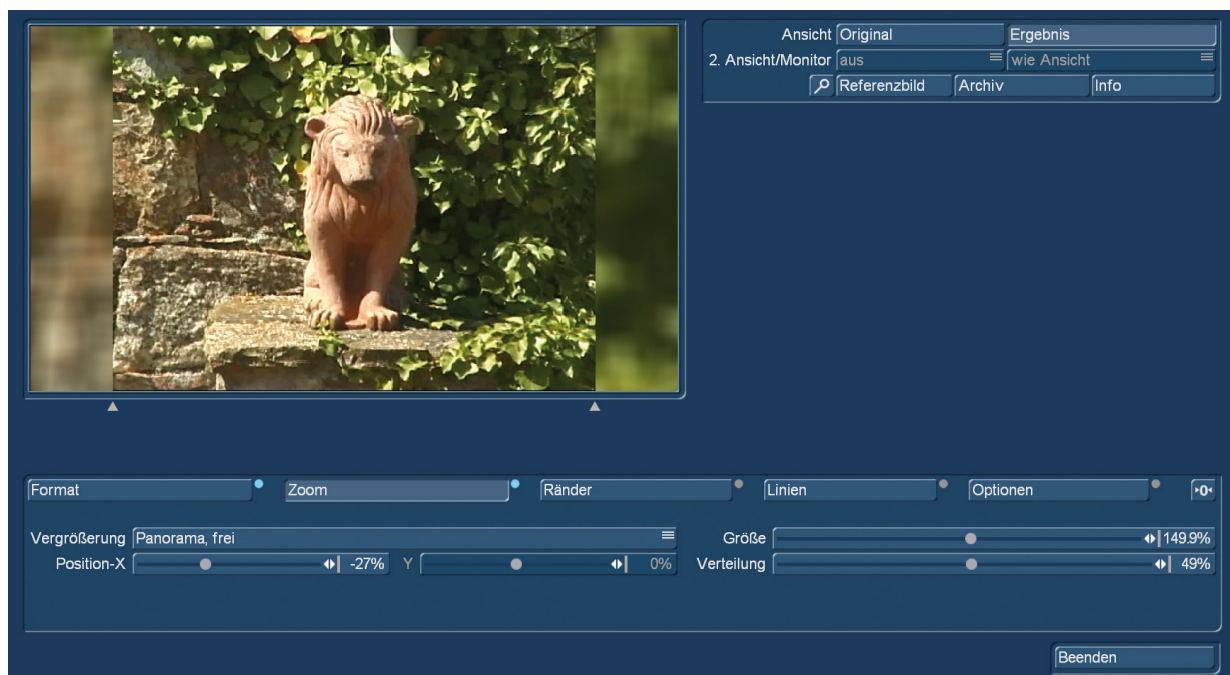 Ansicht Original Ergebnis
2. Ansicht/Monitor aus wie Ansicht
Referenzbild Archiv Info
Format Zoom Ränder Linien Optionen 0
Vergrößerung Panorama, frei Größe 149.9%
Position-X -27% Y 0% Verteilung 49%
Beenden